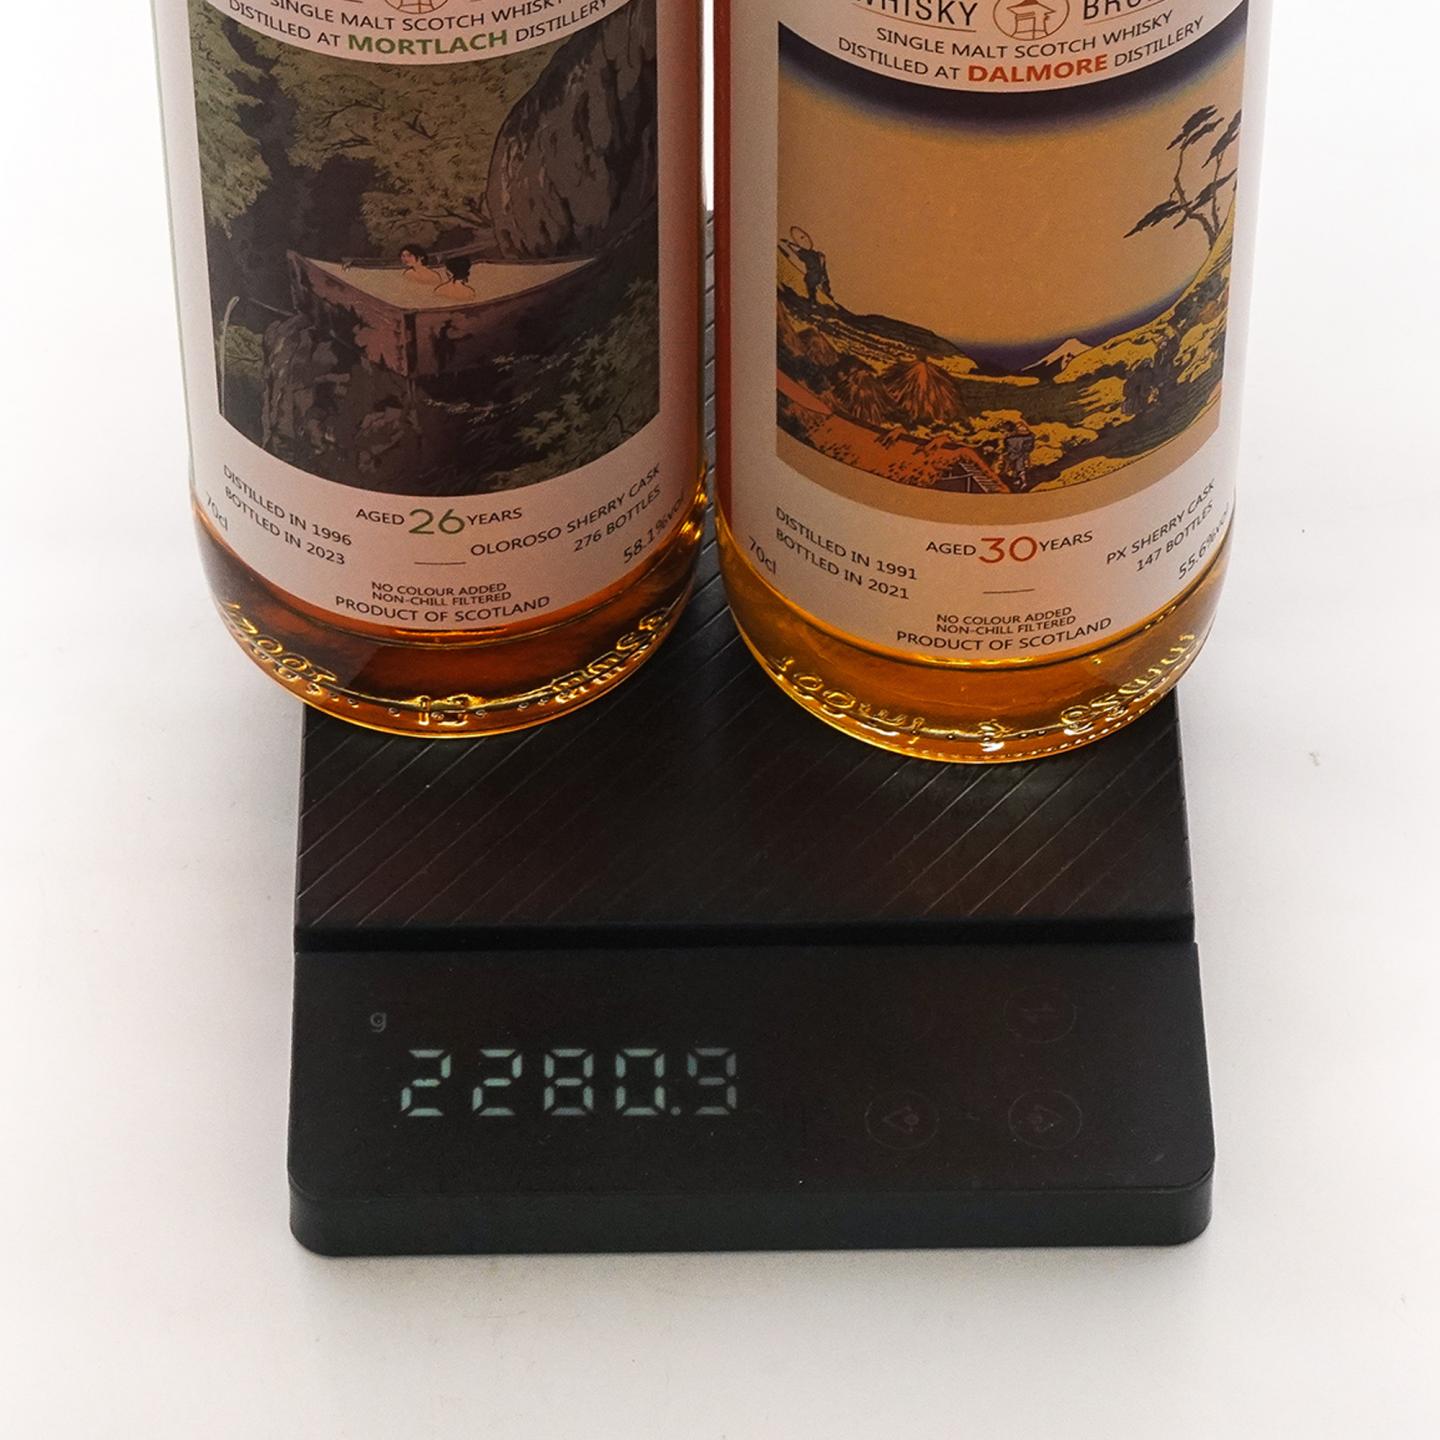 SINGLE MALT SCOTCH WHISKY
DISTILLED AT MORTLACH DISTILLERY
DISTILLED IN 1996
BOTTLED IN 2023
70cl
AGED 26 YEARS
OLOROSO SHERRY CASK
276 BOTTLES
58.1%vol
NO COLOUR ADDED
NON-CHILL FILTERED
PRODUCT OF SCOTLAND
WHISKY
SINGLE MALT SCOTCH WHISKY
DISTILLED AT DALMORE DISTILLERY
DISTILLED IN 1991
BOTTLED IN 2021
70cl
AGED 30 YEARS
PX SHERRY CASK
147 BOTTLES
55.6%vol
NO COLOUR ADDED
NON-CHILL FILTERED
PRODUCT OF SCOTLAND
g
2280.9